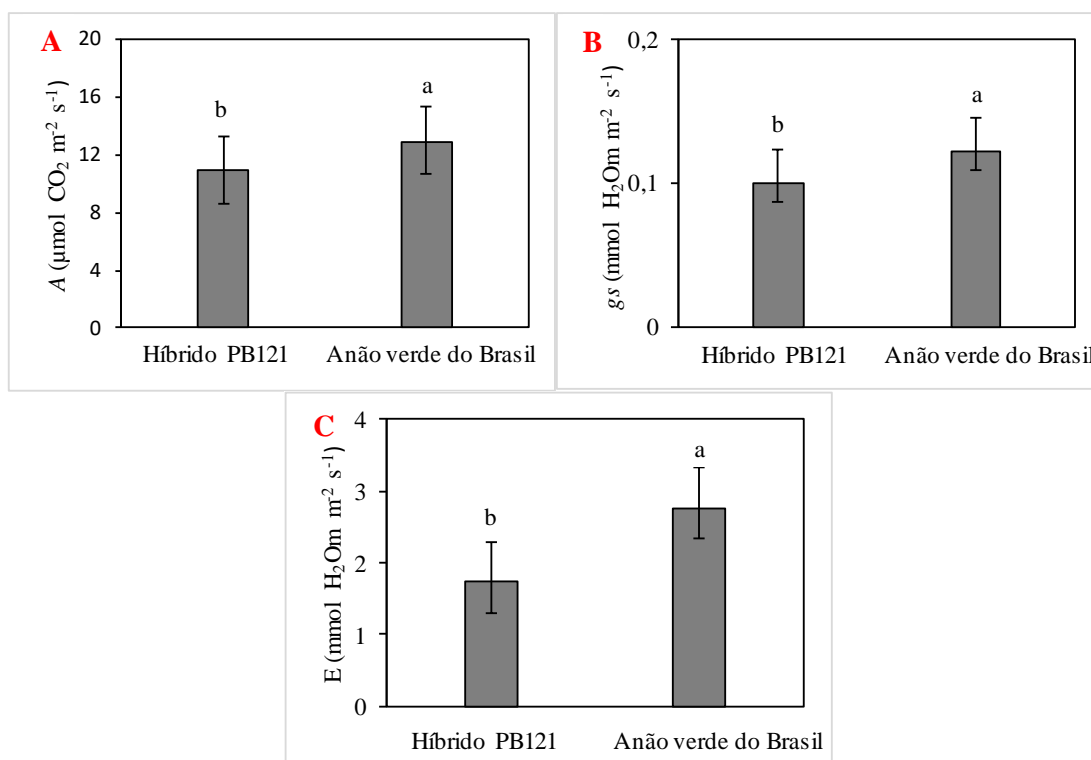 A
A (µmol CO₂ m⁻² s⁻¹)
20
16
12
8
4
0
b
a
Híbrido PB121 Anão verde do Brasil
B
gs (mmol H₂Om m⁻² s⁻¹)
0,2
0,1
0
b
a
Híbrido PB121 Anão verde do Brasil
C
E (mmol H₂Om m⁻² s⁻¹)
4
3
2
1
0
b
a
Híbrido PB121 Anão verde do Brasil